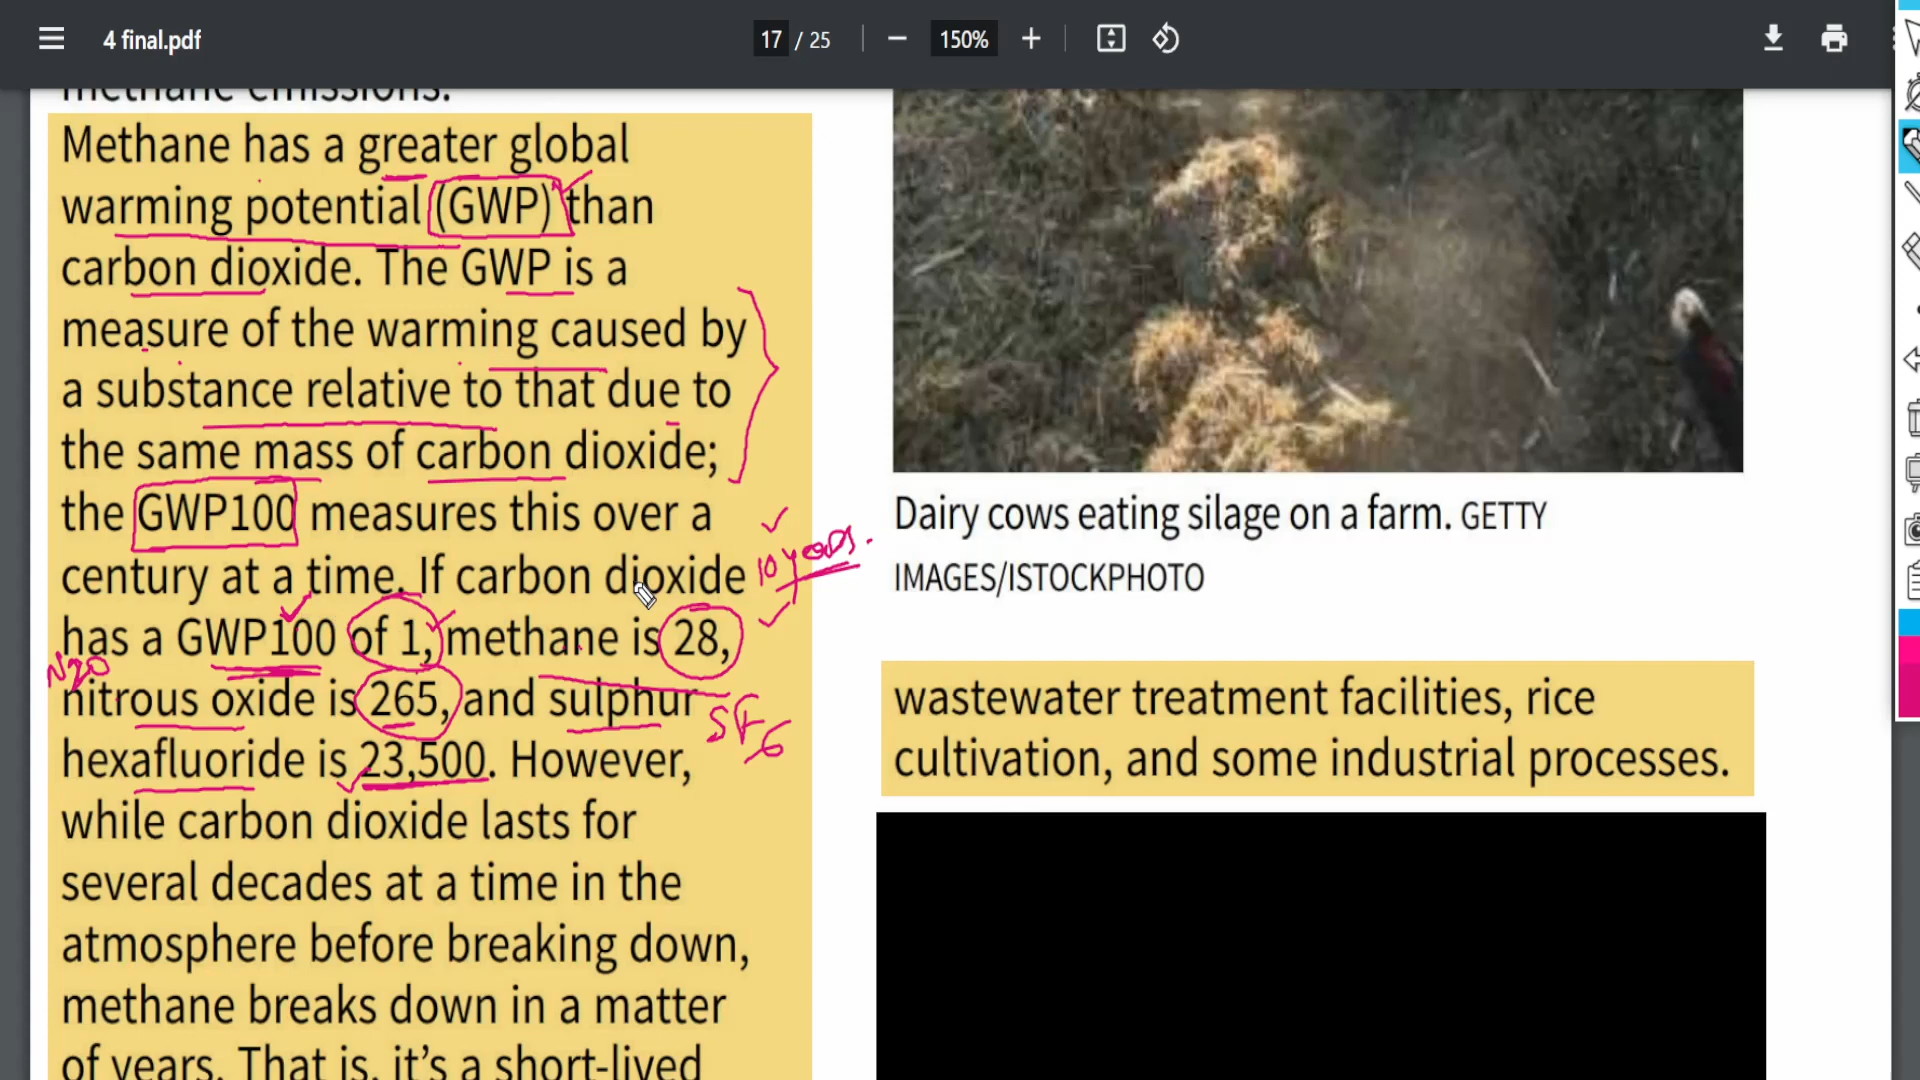 4 final.pdf
17 / 25
150%
methane emissions.
Methane has a greater global
warming potential (GWP) than
carbon dioxide. The GWP is a
measure of the warming caused by
a substance relative to that due to
the same mass of carbon dioxide;
the GWP100 measures this over a
century at a time. If carbon dioxide
has a GWP100 of 1, methane is 28,
nitrous oxide is 265, and sulphur
hexafluoride is 23,500. However,
while carbon dioxide lasts for
several decades at a time in the
atmosphere before breaking down,
methane breaks down in a matter
of years. That is, it's a short-lived
10 years.
N2O
SF6
Dairy cows eating silage on a farm. GETTY
IMAGES/ISTOCKPHOTO
wastewater treatment facilities, rice
cultivation, and some industrial processes.